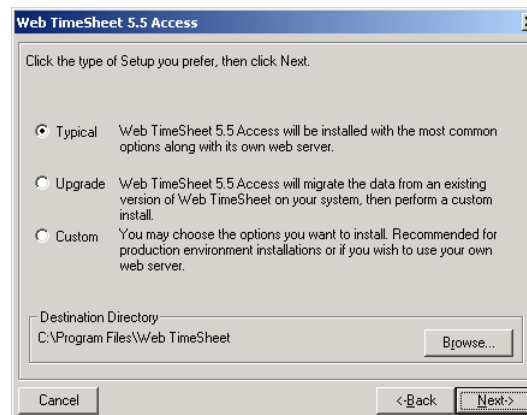 Web TimeSheet 5.5 Access
Click the type of Setup you prefer, then click Next.
Typical Web TimeSheet 5.5 Access will be installed with the most common
options along with its own web server.
Upgrade Web TimeSheet 5.5 Access will migrate the data from an existing
version of Web TimeSheet on your system, then perform a custom
install.
Custom You may choose the options you want to install. Recommended for
production environment installations or if you wish to use your own
web server.
Destination Directory
C:\Program Files\Web TimeSheet
Browse...
Cancel <-Back Next->